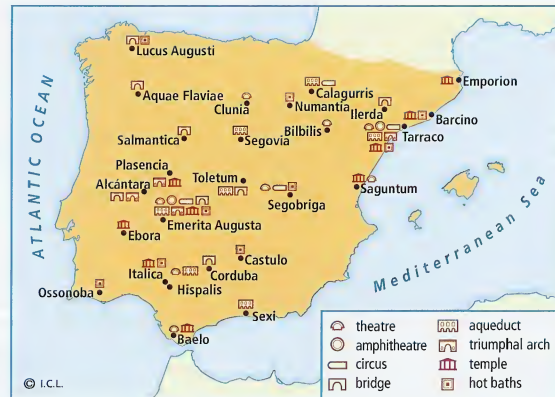 Lucus Augusti
Emporion
Calagurris
Aquae Flaviae
Clunia
Numantia
Ilerda
Barcino
Salmantica
Segovia
Bilbilis
Tarraco
Plasencia
Alcántara
Toletum
Segobriga
Saguntum
Emerita Augusta
Ebora
Castulo
Italica
Corduba
Hispalis
Ossonoba
Sexi
Baelo
ATLANTIC OCEAN
Mediterranean Sea
theatre
amphitheatre
circus
bridge
aqueduct
triumphal arch
temple
hot baths
© I.C.L.